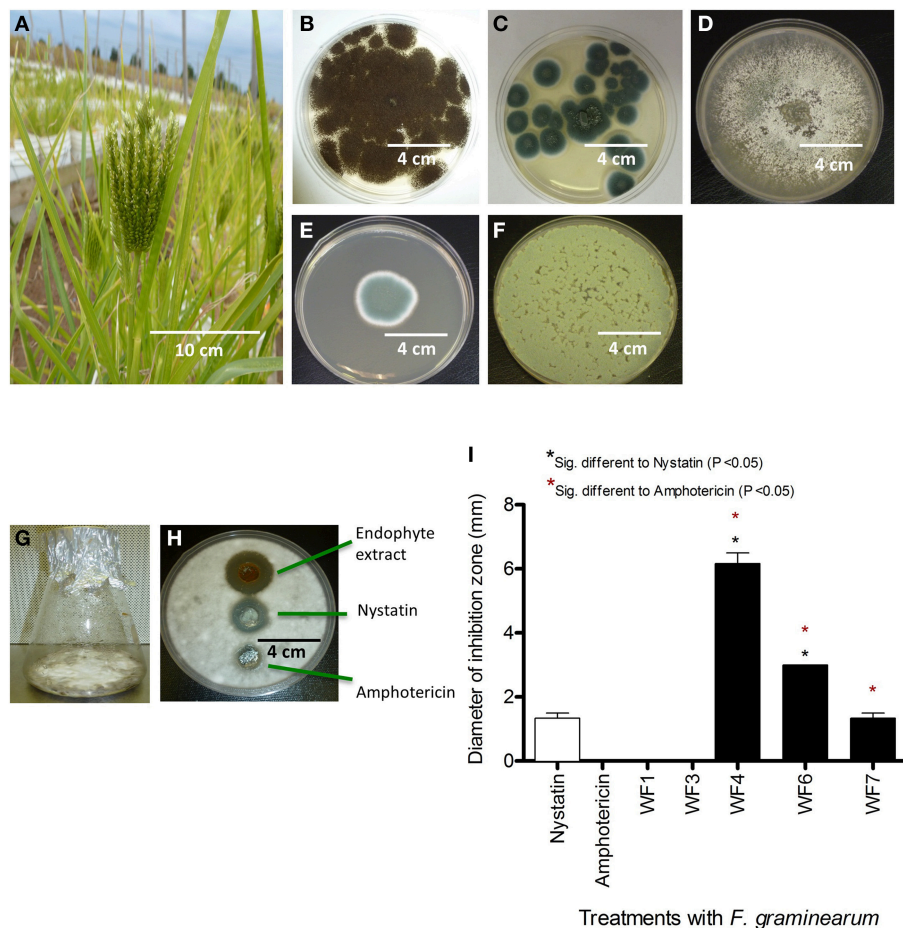 A
10 cm
B
4 cm
C
4 cm
D
4 cm
E
4 cm
F
4 cm
G
H
4 cm
Endophyte
extract
Nystatin
Amphotericin
I
*Sig. different to Nystatin (P <0.05)
*Sig. different to Amphotericin (P <0.05)
Diameter of inhibition zone (mm)
8
6
4
2
0
*
*
*
*
*
Nystatin
Amphotericin
WF1
WF3
WF4
WF6
WF7
Treatments with F. graminearum